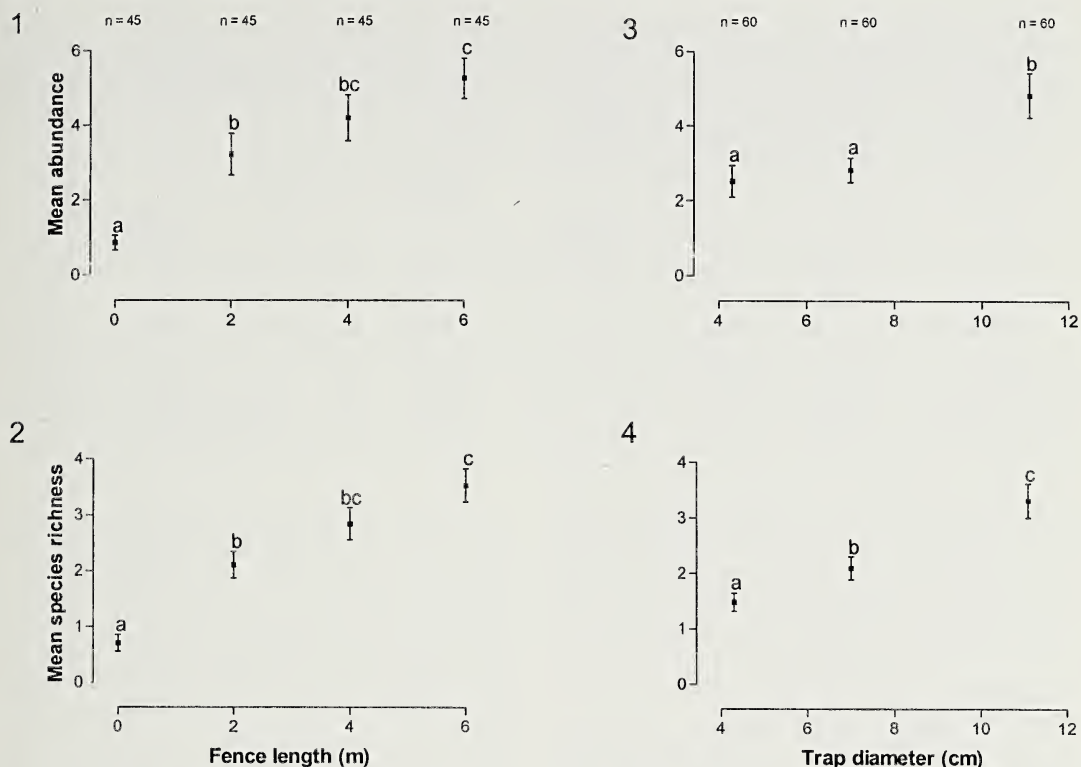 1
n = 45 n = 45 n = 45 n = 45
Mean abundance
6
4
2
0
a
b
bc
c
0 2 4 6
3
n = 60 n = 60 n = 60
6
4
2
0
a
a
b
4 6 8 10 12
2
Mean species richness
4
3
2
1
0
a
b
bc
c
0 2 4 6
Fence length (m)
4
4
3
2
1
0
a
b
c
4 6 8 10 12
Trap diameter (cm)